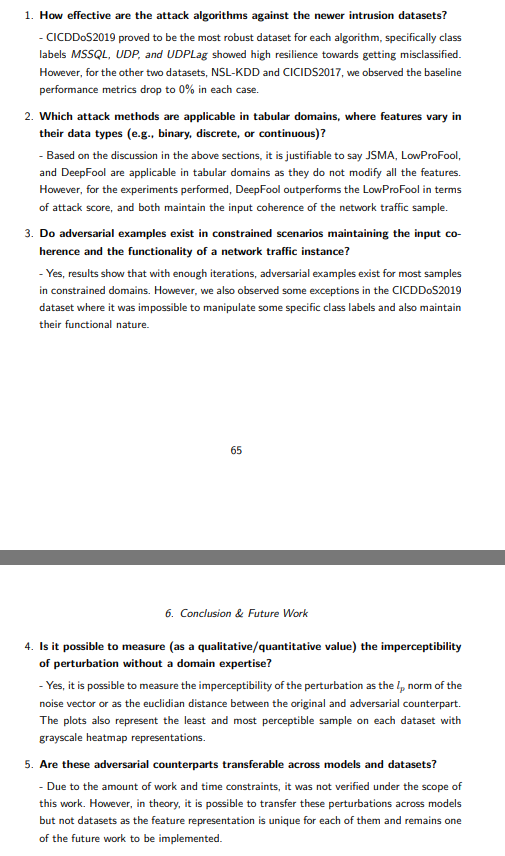 1. How effective are the attack algorithms against the newer intrusion datasets?
- CICDDoS2019 proved to be the most robust dataset for each algorithm, specifically class
labels MSSQL, UDP, and UDPLag showed high resilience towards getting misclassified.
However, for the other two datasets, NSL-KDD and CICIDS2017, we observed the baseline
performance metrics drop to 0% in each case.
2. Which attack methods are applicable in tabular domains, where features vary in
their data types (e.g., binary, discrete, or continuous)?
- Based on the discussion in the above sections, it is justifiable to say JSMA, LowProFool,
and DeepFool are applicable in tabular domains as they do not modify all the features.
However, for the experiments performed, DeepFool outperforms the LowProFool in terms
of attack score, and both maintain the input coherence of the network traffic sample.
3. Do adversarial examples exist in constrained scenarios maintaining the input co-
herence and the functionality of a network traffic instance?
- Yes, results show that with enough iterations, adversarial examples exist for most samples
in constrained domains. However, we also observed some exceptions in the CICDDoS2019
dataset where it was impossible to manipulate some specific class labels and also maintain
their functional nature.
65
6. Conclusion & Future Work
4. Is it possible to measure (as a qualitative/quantitative value) the imperceptibility
of perturbation without a domain expertise?
- Yes, it is possible to measure the imperceptibility of the perturbation as the lp norm of the
noise vector or as the euclidian distance between the original and adversarial counterpart.
The plots also represent the least and most perceptible sample on each dataset with
grayscale heatmap representations.
5. Are these adversarial counterparts transferable across models and datasets?
- Due to the amount of work and time constraints, it was not verified under the scope of
this work. However, in theory, it is possible to transfer these perturbations across models
but not datasets as the feature representation is unique for each of them and remains one
of the future work to be implemented.